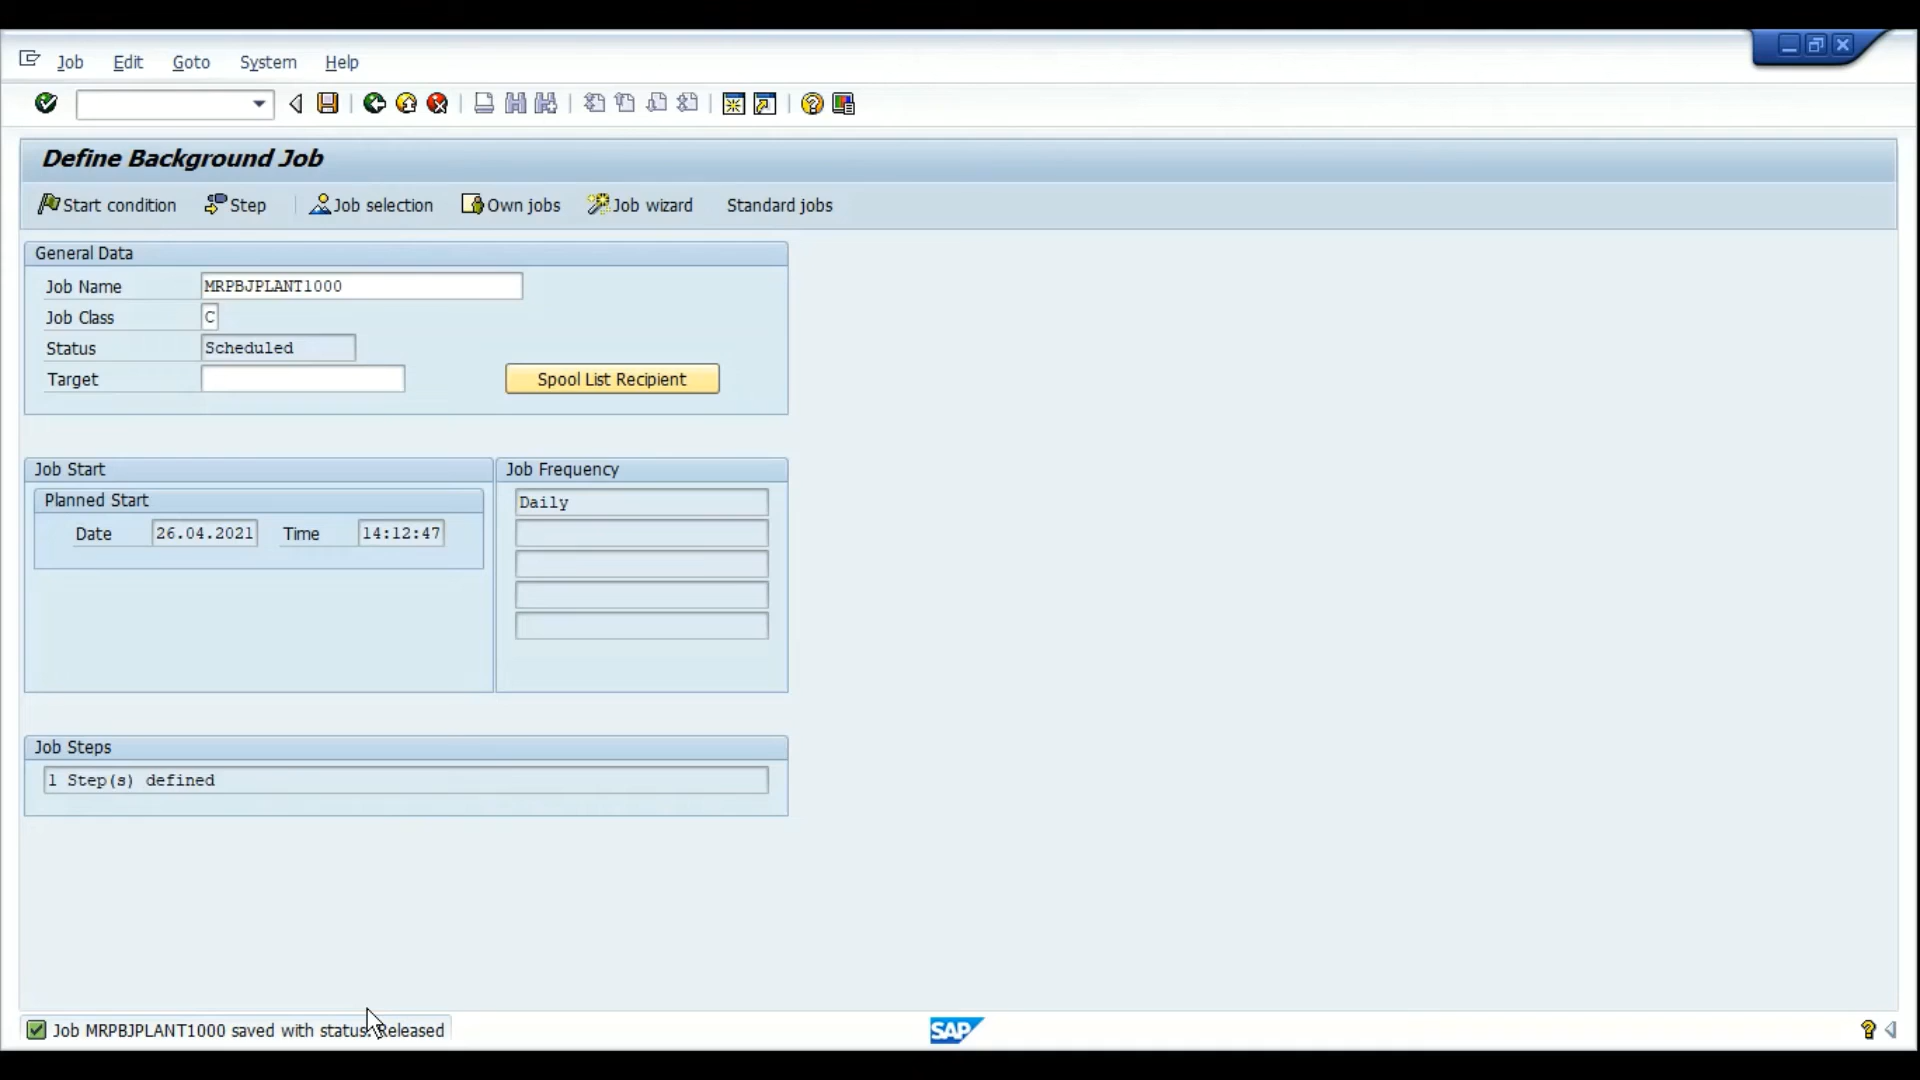 Job Edit Goto System Help
Define Background Job
Start condition Step Job selection Own jobs Job wizard Standard jobs
General Data
Job Name MRPBJPLANT1000
Job Class C
Status Scheduled
Target
Spool List Recipient
Job Start
Job Frequency
Planned Start
Daily
Date 26.04.2021 Time 14:12:47
Job Steps
1 Step(s) defined
Job MRPBJPLANT1000 saved with status: Released
SAP